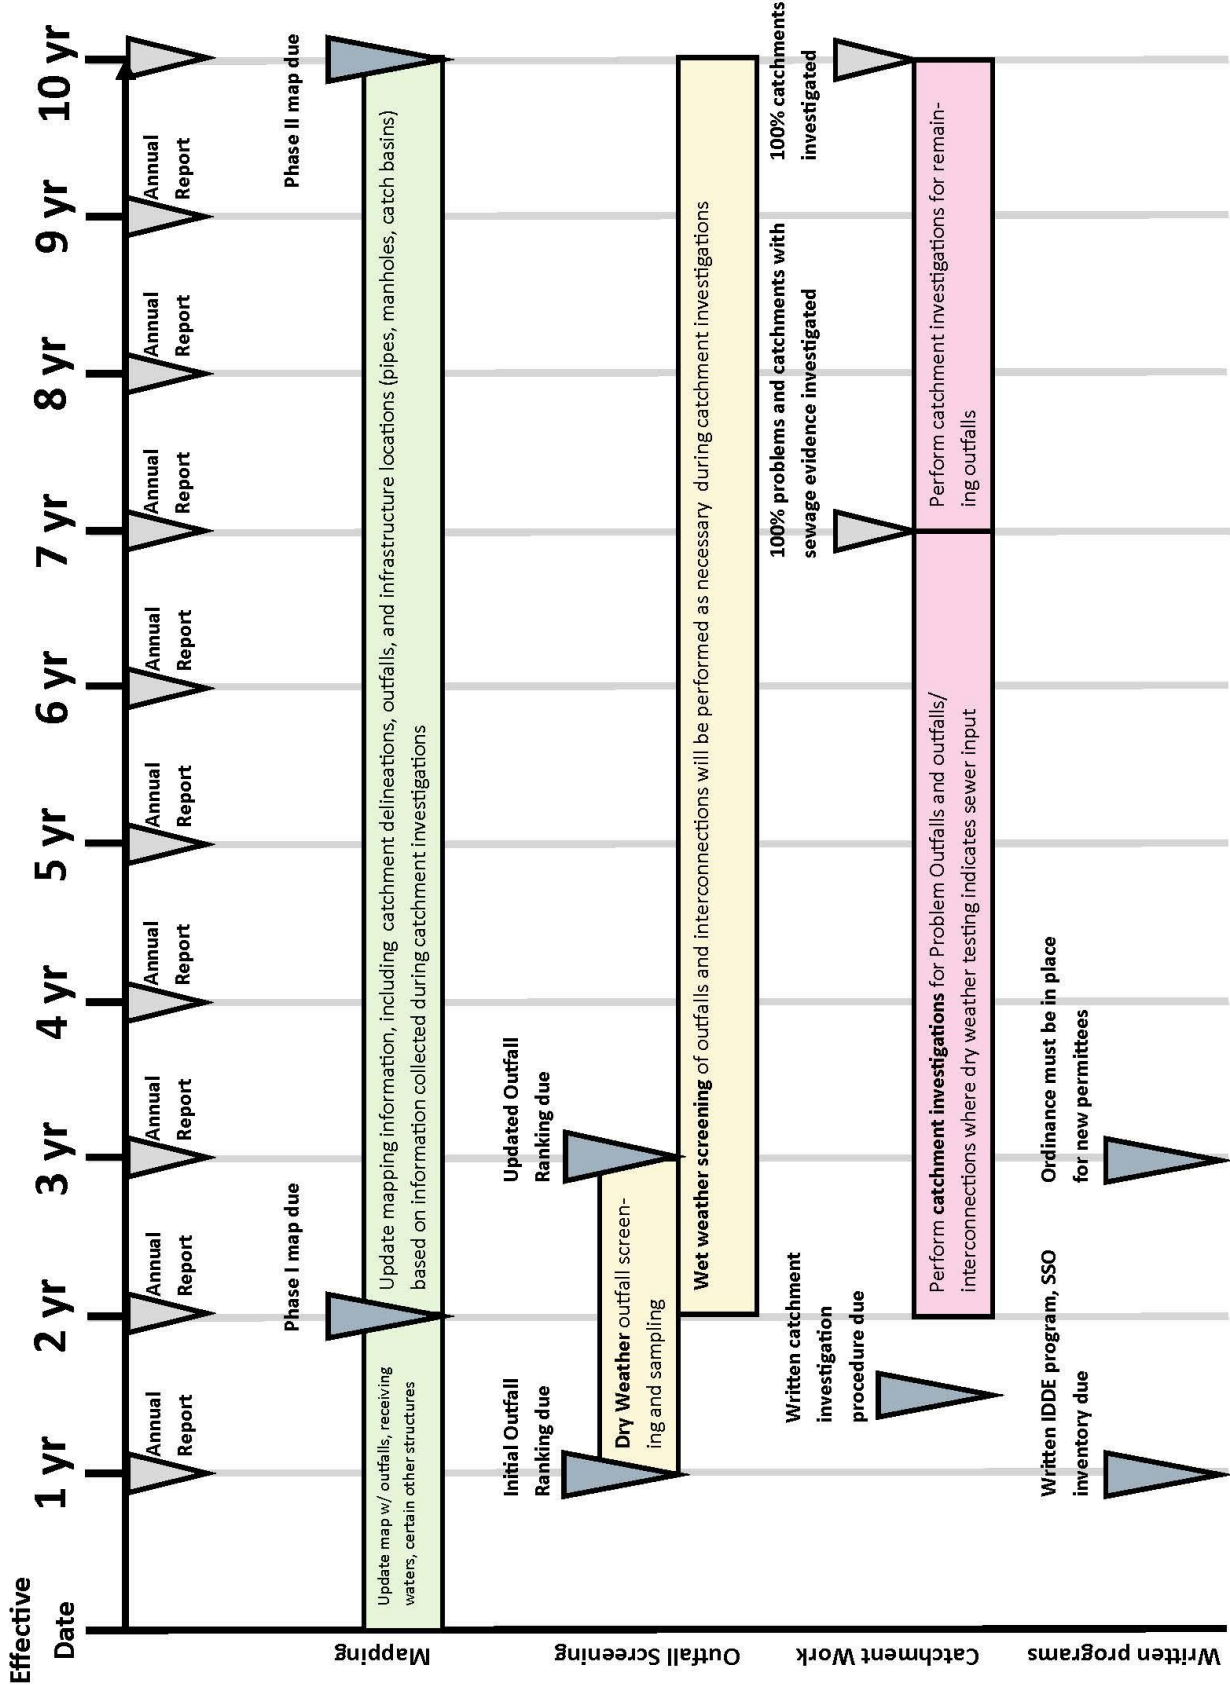 Effective
Date
1 yr
2 yr
3 yr
4 yr
5 yr
6 yr
7 yr
8 yr
9 yr
10 yr
Annual
Report
Annual
Report
Annual
Report
Annual
Report
Annual
Report
Annual
Report
Annual
Report
Annual
Report
Annual
Report
Mapping
Phase I map due
Phase II map due
Update map w/ outfalls, receiving
waters, certain other structures
Update mapping information, including catchment delineations, outfalls, and infrastructure locations (pipes, manholes, catch basins)
based on information collected during catchment investigations
Outfall Screening
Initial Outfall
Ranking due
Updated Outfall
Ranking due
Dry Weather outfall screen-
ing and sampling
Wet weather screening of outfalls and interconnections will be performed as necessary during catchment investigations
Catchment Work
Written catchment
investigation
procedure due
100% problems and catchments with
sewage evidence investigated
100% catchments
investigated
Perform catchment investigations for Problem Outfalls and outfalls/
interconnections where dry weather testing indicates sewer input
Perform catchment investigations for remain-
ing outfalls
Written programs
Written IDDE program, SSO
inventory due
Ordinance must be in place
for new permittees